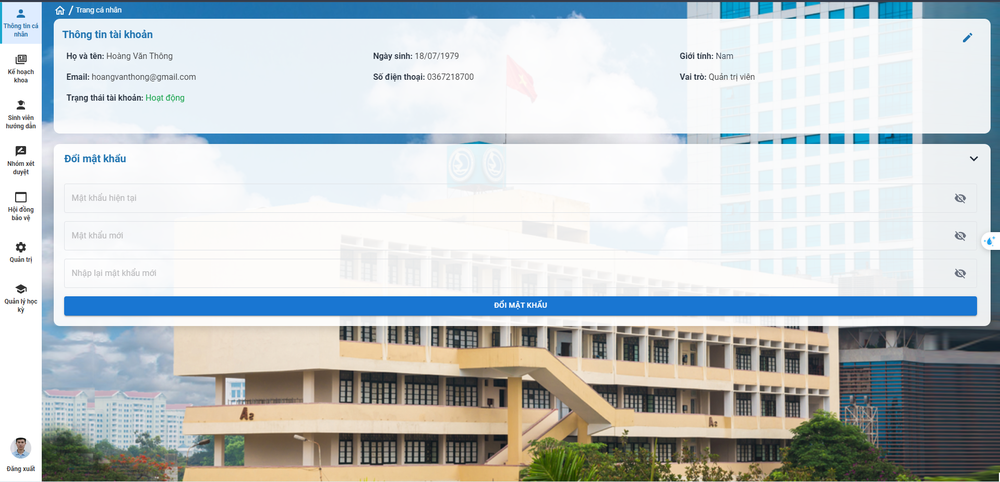 Trang cá nhân
Thông tin cá
nhân
Kế hoạch
khoa
Sinh viên
hướng dẫn
Nhóm xét
duyệt
Hội đồng
bảo vệ
Quản trị
Quản lý học
kỳ
Đăng xuất
Thông tin tài khoản
Họ và tên: Hoàng Văn Thông
Ngày sinh: 18/07/1979
Giới tính: Nam
Email: hoangvanthong@gmail.com
Số điện thoại: 0367218700
Vai trò: Quản trị viên
Trạng thái tài khoản: Hoạt động
Đổi mật khẩu
Mật khẩu hiện tại
Mật khẩu mới
Nhập lại mật khẩu mới
ĐỔI MẬT KHẨU
A2
A2